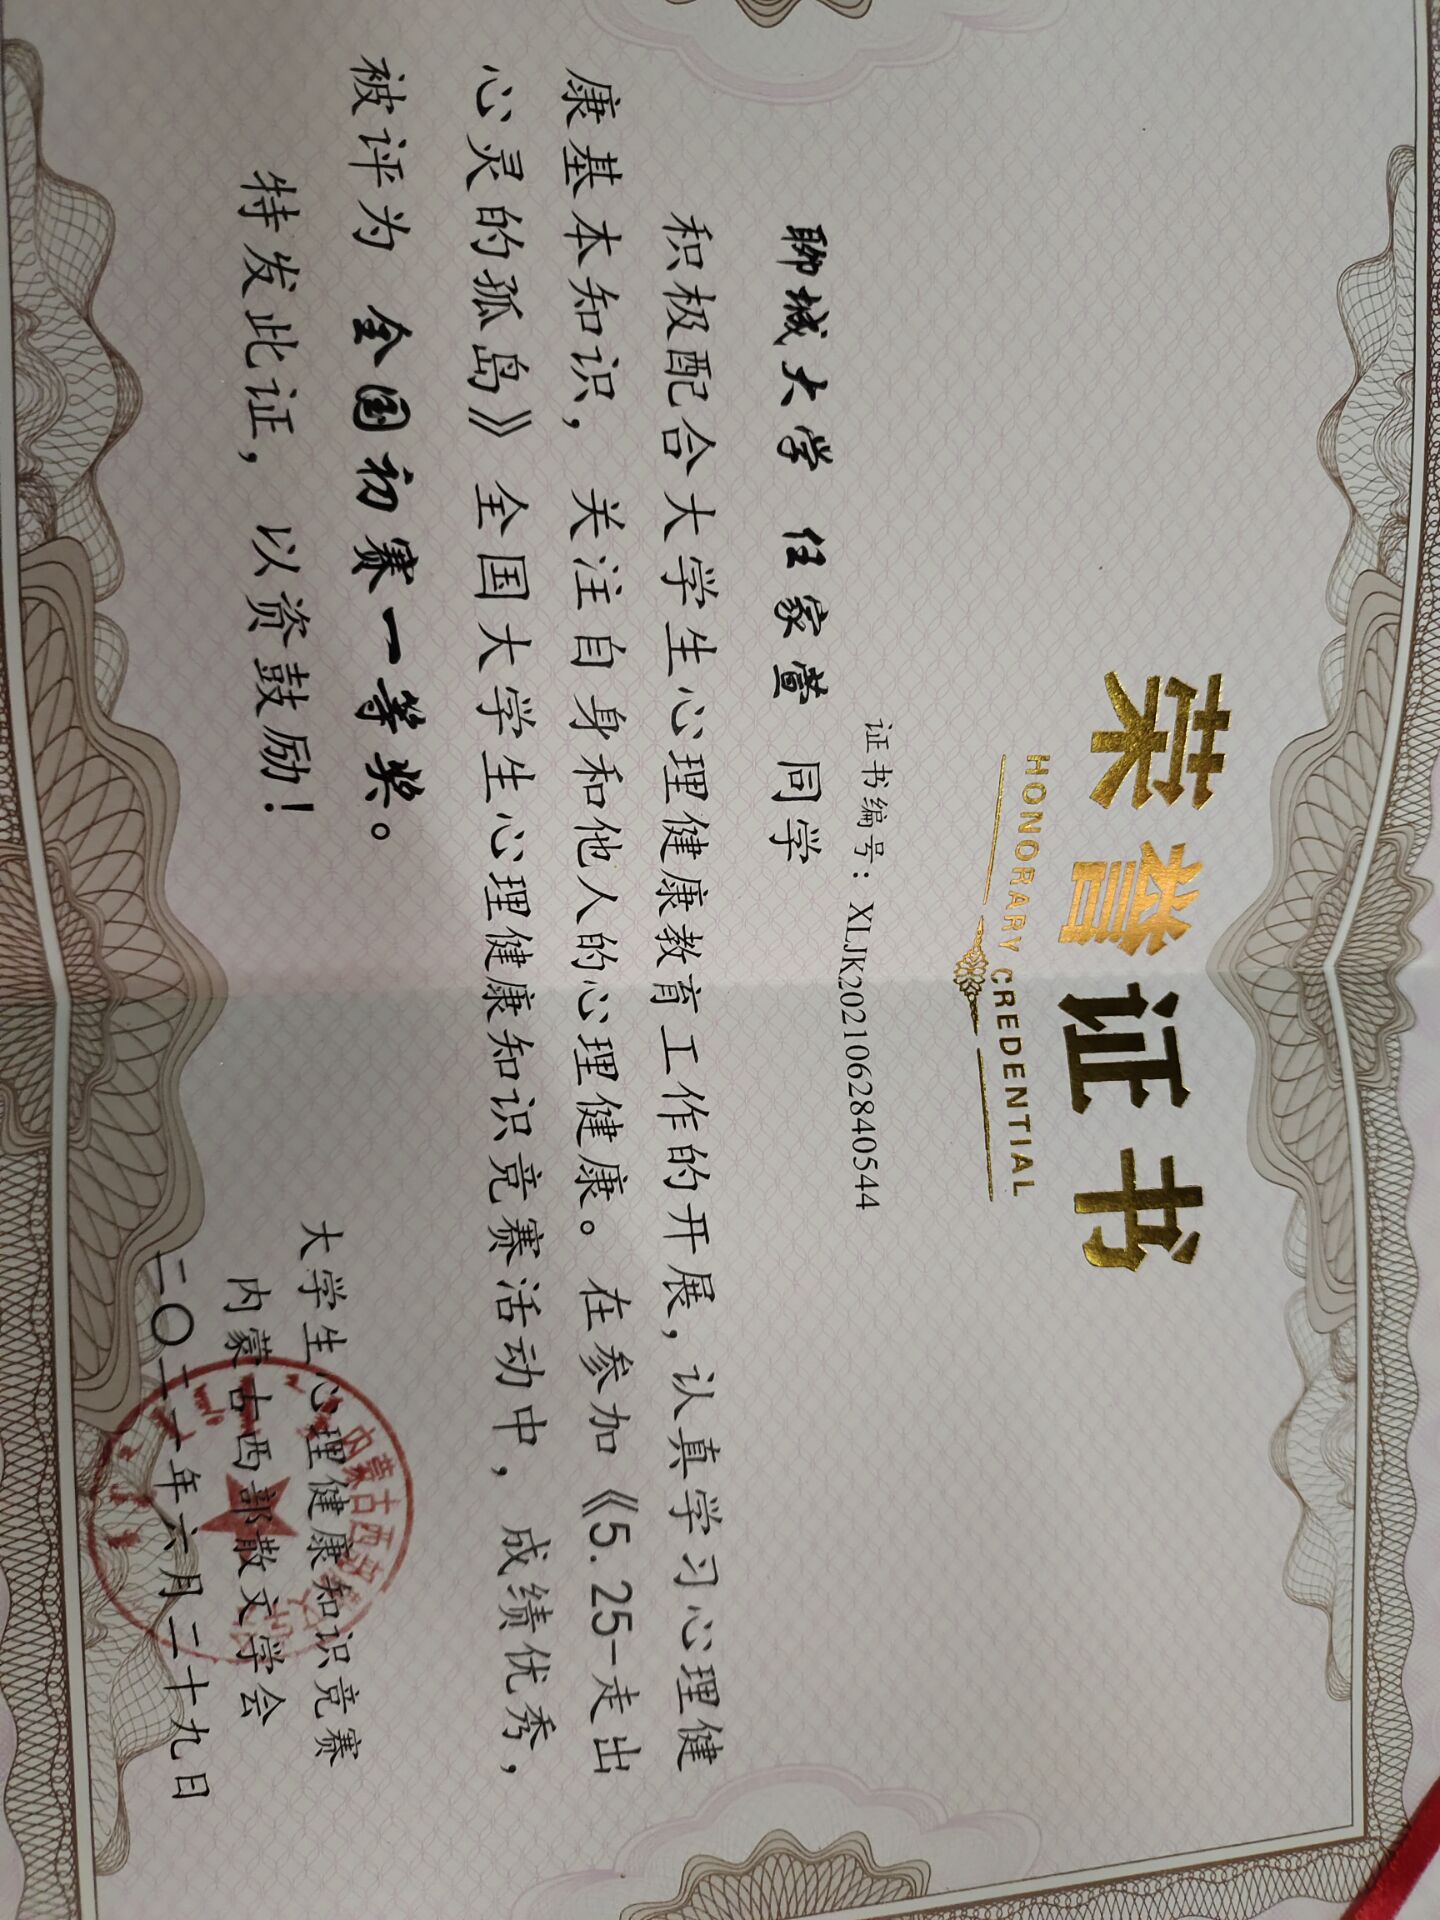 荣誉证书
HONORARY CREDENTIAL
证书编号：XLJK2021062840544
聊城大学 任家萱 同学
积极配合大学生心理健康教育工作的开展，认真学习心理健
康基本知识，关注自身和他人的心理健康。在参加《5.25-走出
心灵的孤岛》全国大学生心理健康知识竞赛活动中，成绩优秀，
被评为 全国初赛一等奖。
特发此证，以资鼓励！
大学生心理健康知识竞赛
内蒙古西部散文学会
二〇二一年六月二十九日
内蒙古西部